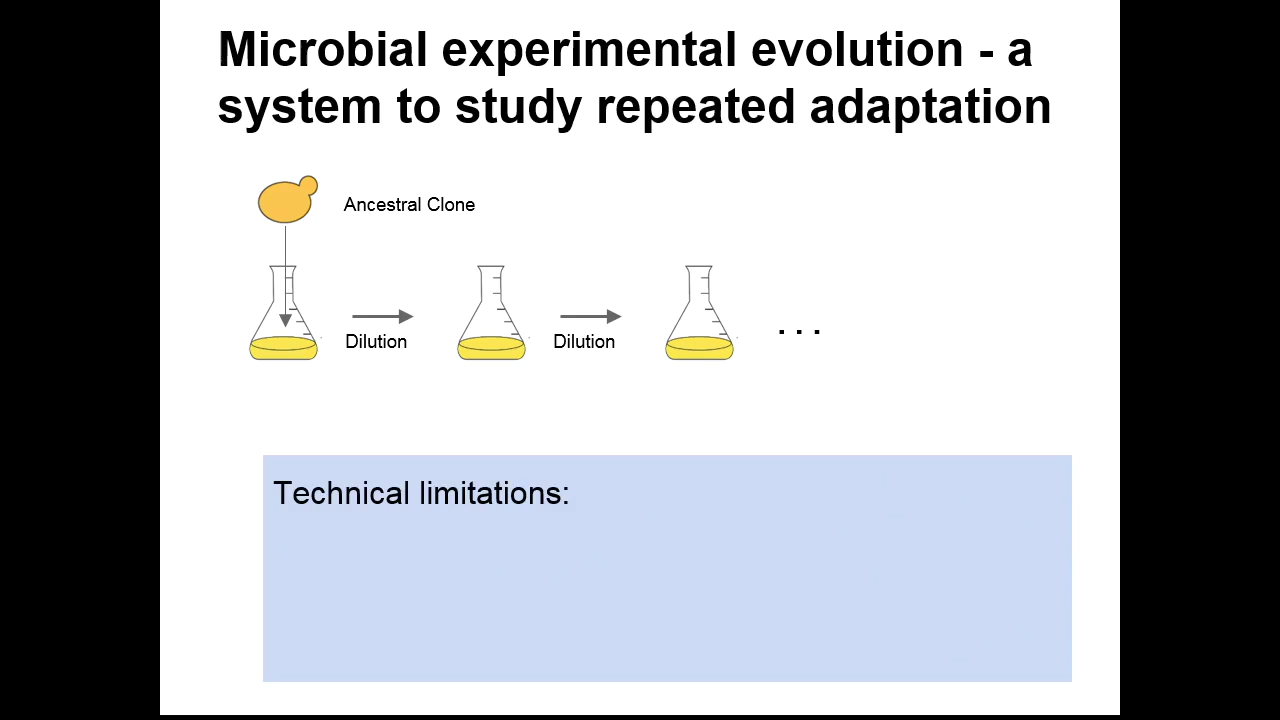 Microbial experimental evolution - a
system to study repeated adaptation
Ancestral Clone
Dilution
Dilution
. . .
Technical limitations: